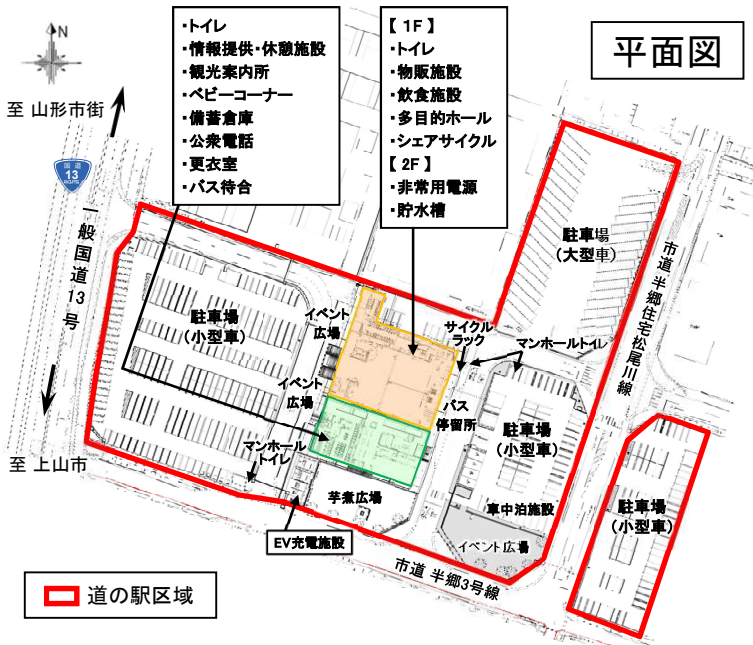 平面図
N
至 山形市街
国道
13
ROUTE
一般国道13号
至 上山市
・トイレ
・情報提供・休憩施設
・観光案内所
・ベビーコーナー
・備蓄倉庫
・公衆電話
・更衣室
・バス待合
【 1F 】
・トイレ
・物販施設
・飲食施設
・多目的ホール
・シェアサイクル
【 2F 】
・非常用電源
・貯水槽
駐車場
（大型車）
市道 半郷住宅松尾川線
駐車場
（小型車）
イベント
広場
サイクル
ラック
マンホールトイレ
イベント
広場
バス
停留所
駐車場
（小型車）
マンホール
トイレ
芋煮広場
車中泊施設
イベント広場
駐車場
（小型車）
EV充電施設
市道 半郷3号線
道の駅区域